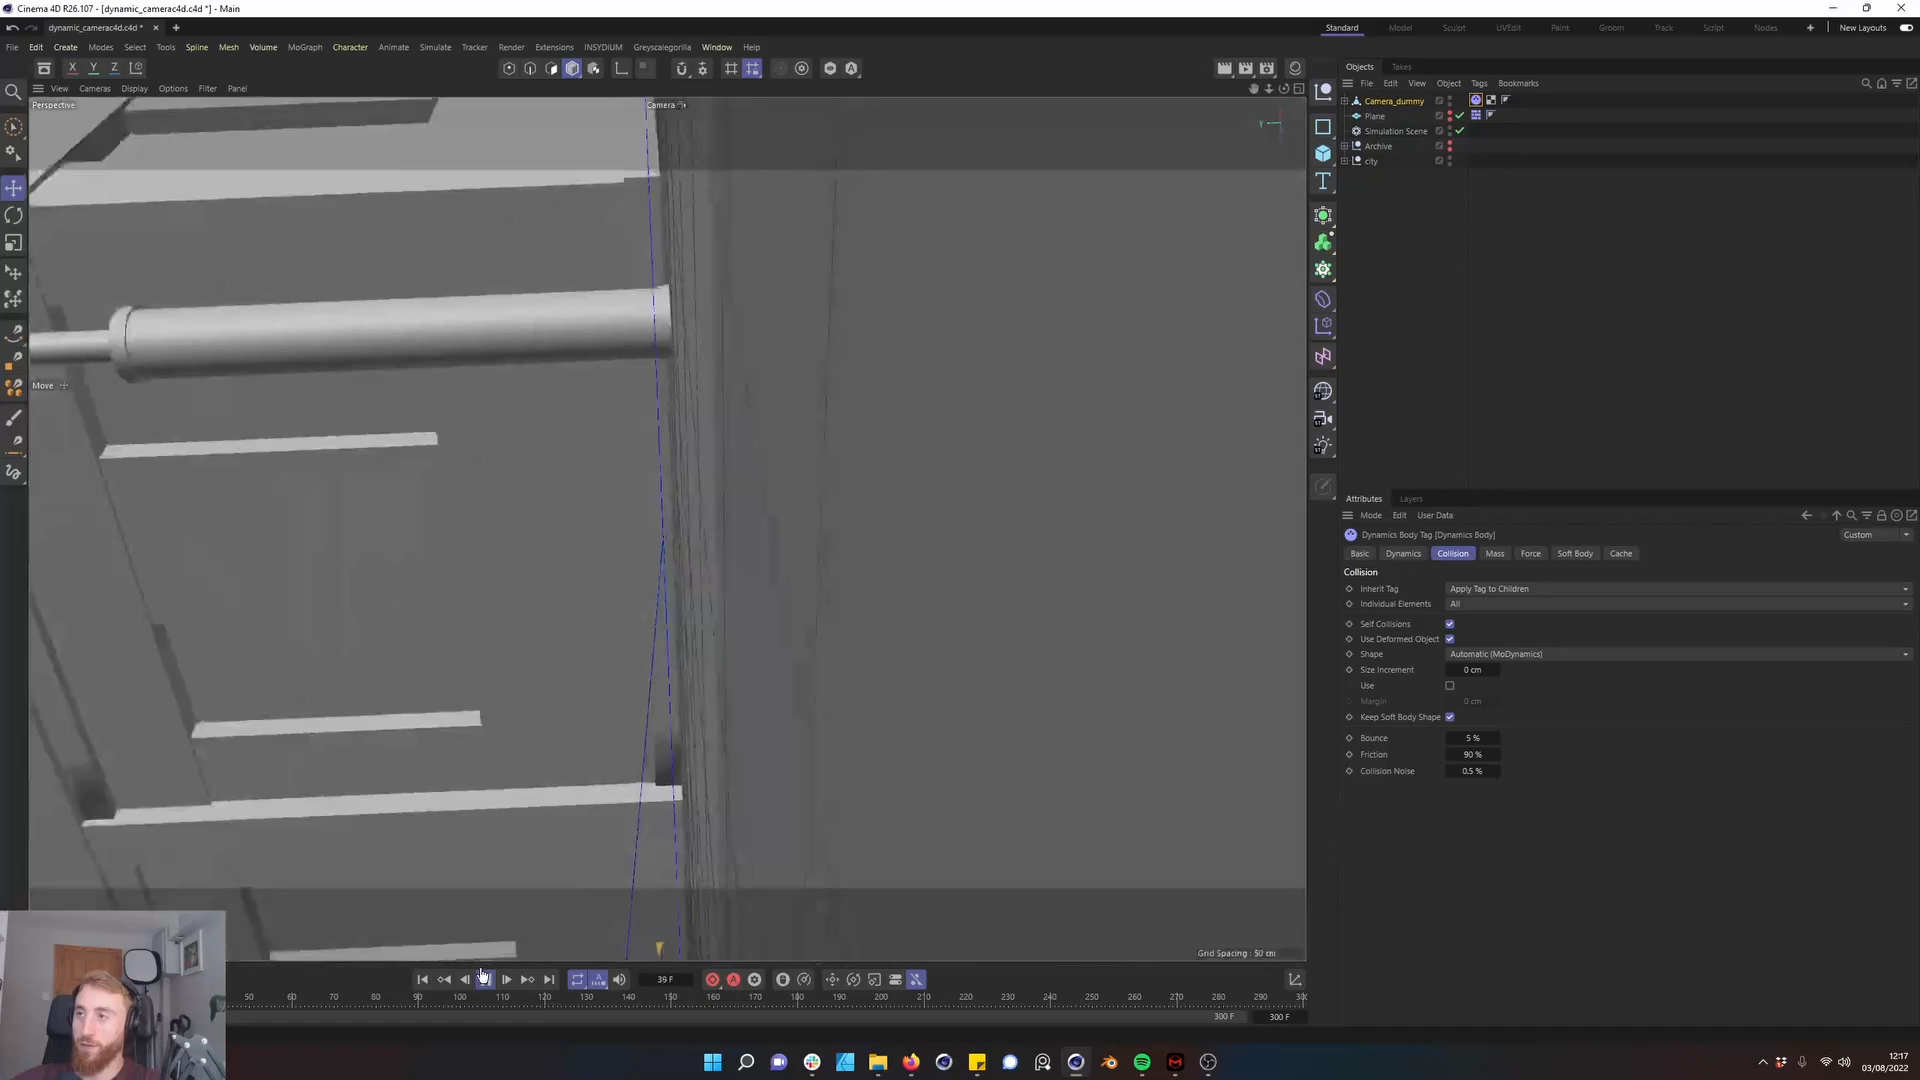 Cinema 4D R26.107 - [dynamic_camerac4d.c4d *] - Main
dynamic_camerac4d.c4d *
Standard Model Sculpt UVEdit Paint Groom Track Script Nodes New Layouts
File Edit Create Modes Select Tools Spline Mesh Volume MoGraph Character Animate Simulate Tracker Render Extensions INSYDIUM Greyscalegorilla Window Help
X Y Z
View Cameras Display Options Filter Panel
Perspective
Camera
Y
Move
Grid Spacing : 50 cm
Objects Takes
File Edit View Object Tags Bookmarks
Camera_dummy
Plane
Simulation Scene
Archive
city
Attributes Layers
Mode Edit User Data
Dynamics Body Tag [Dynamics Body]
Custom
Basic Dynamics Collision Mass Force Soft Body Cache
Collision
Inherit Tag Apply Tag to Children
Individual Elements All
Self Collisions
Use Deformed Object
Shape Automatic (MoDynamics)
Size Increment 0 cm
Use
Margin 0 cm
Keep Soft Body Shape
Bounce 5 %
Friction 90 %
Collision Noise 0.5 %
39 F
50 60 70 80 90 100 110 120 130 140 150 160 170 180 190 200 210 220 230 240 250 260 270 280 290 300
300 F 300 F
12:17
03/08/2022